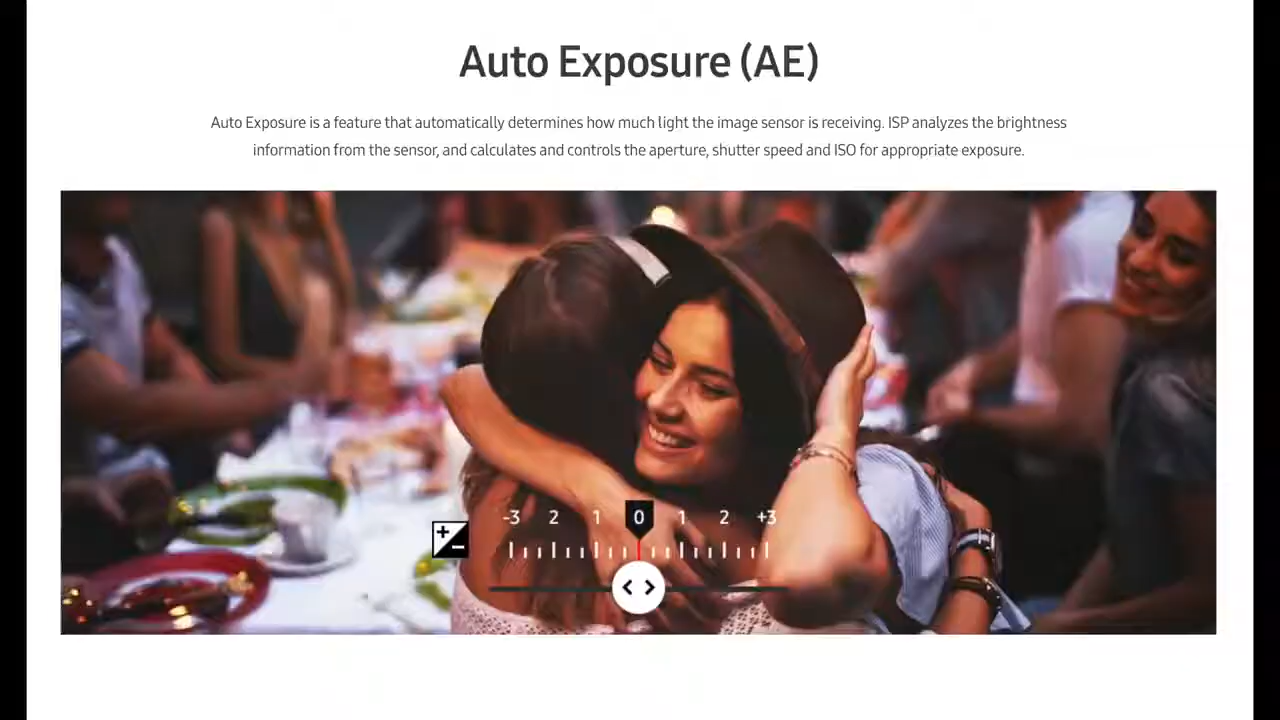 Auto Exposure (AE)
Auto Exposure is a feature that automatically determines how much light the image sensor is receiving. ISP analyzes the brightness
information from the sensor, and calculates and controls the aperture, shutter speed and ISO for appropriate exposure.
-3 2 1 0 1 2 +3